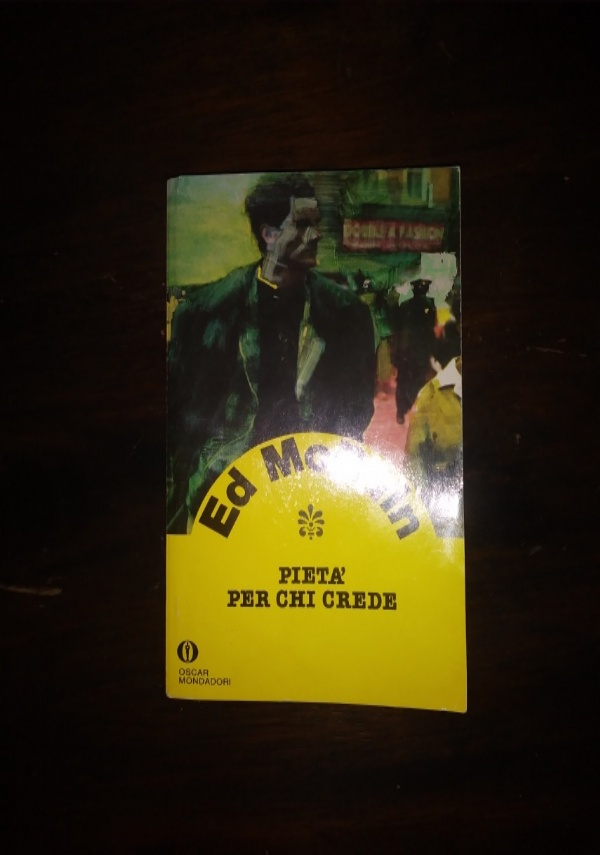 DOUBLE FASHION
Ed McBain
PIETA'
PER CHI CREDE
OSCAR
MONDADORI